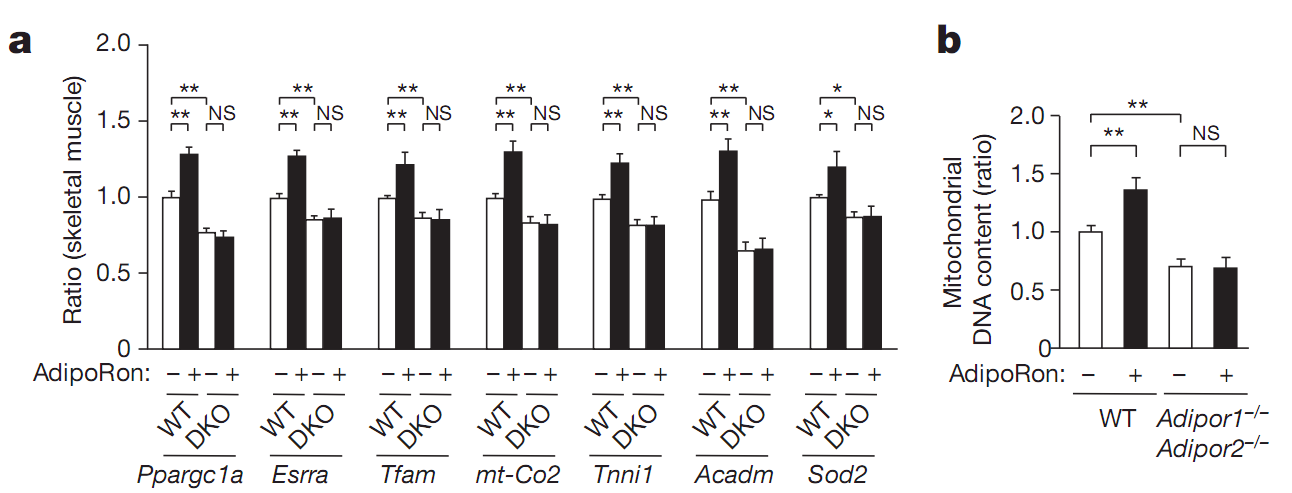 a
2.0
1.5
1.0
0.5
0
Ratio (skeletal muscle)
** ** ** ** ** ** *
** NS ** NS ** NS ** NS ** NS ** NS * NS
AdipoRon: − + − + − + − + − + − + − + − + − + − + − + − + − + − +
WT DKO WT DKO WT DKO WT DKO WT DKO WT DKO WT DKO
Ppargc1a Esrra Tfam mt-Co2 Tnni1 Acadm Sod2
b
2.0
1.5
1.0
0.5
0
Mitochondrial
DNA content (ratio)
**
** NS
AdipoRon: − + − +
WT Adipor1−/−
Adipor2−/−